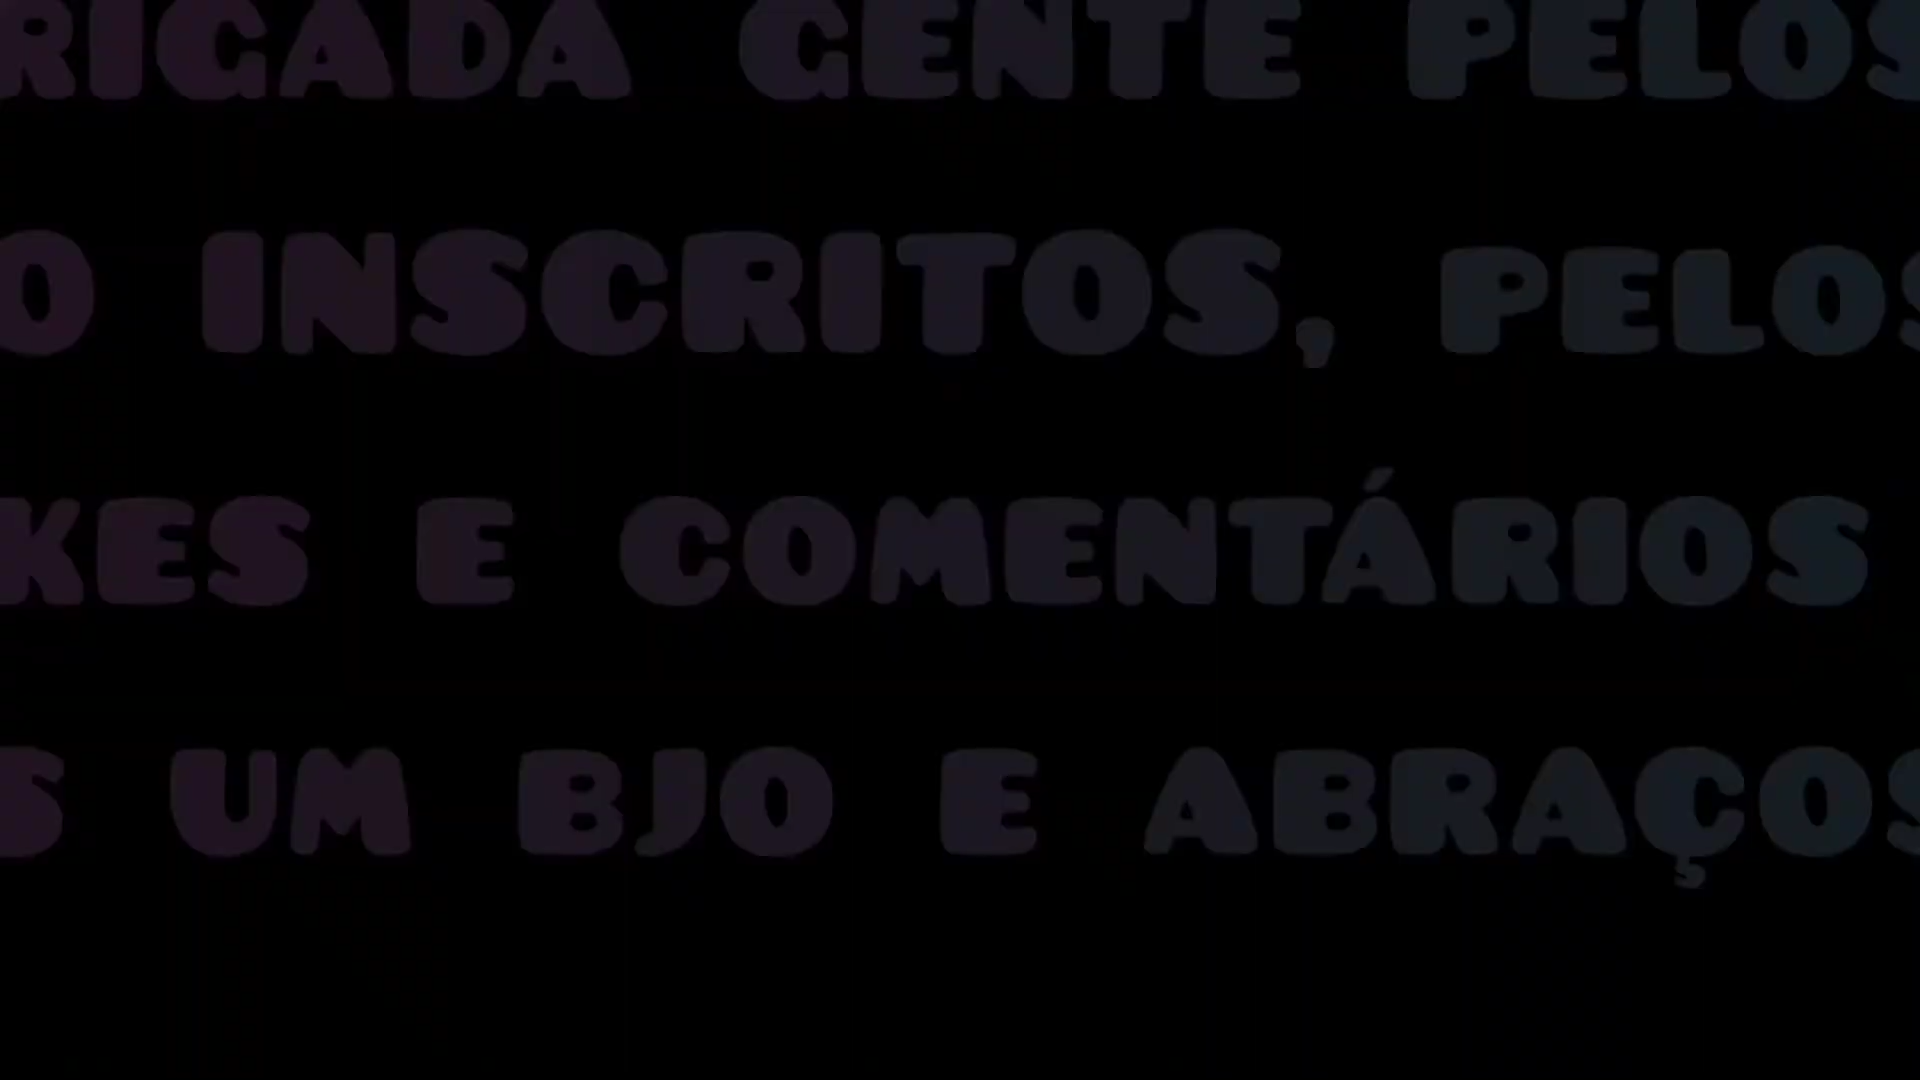 RIGADA GENTE PELOS
O INSCRITOS, PELOS
KES E COMENTÁRIOS
S UM BJO E ABRAÇOS